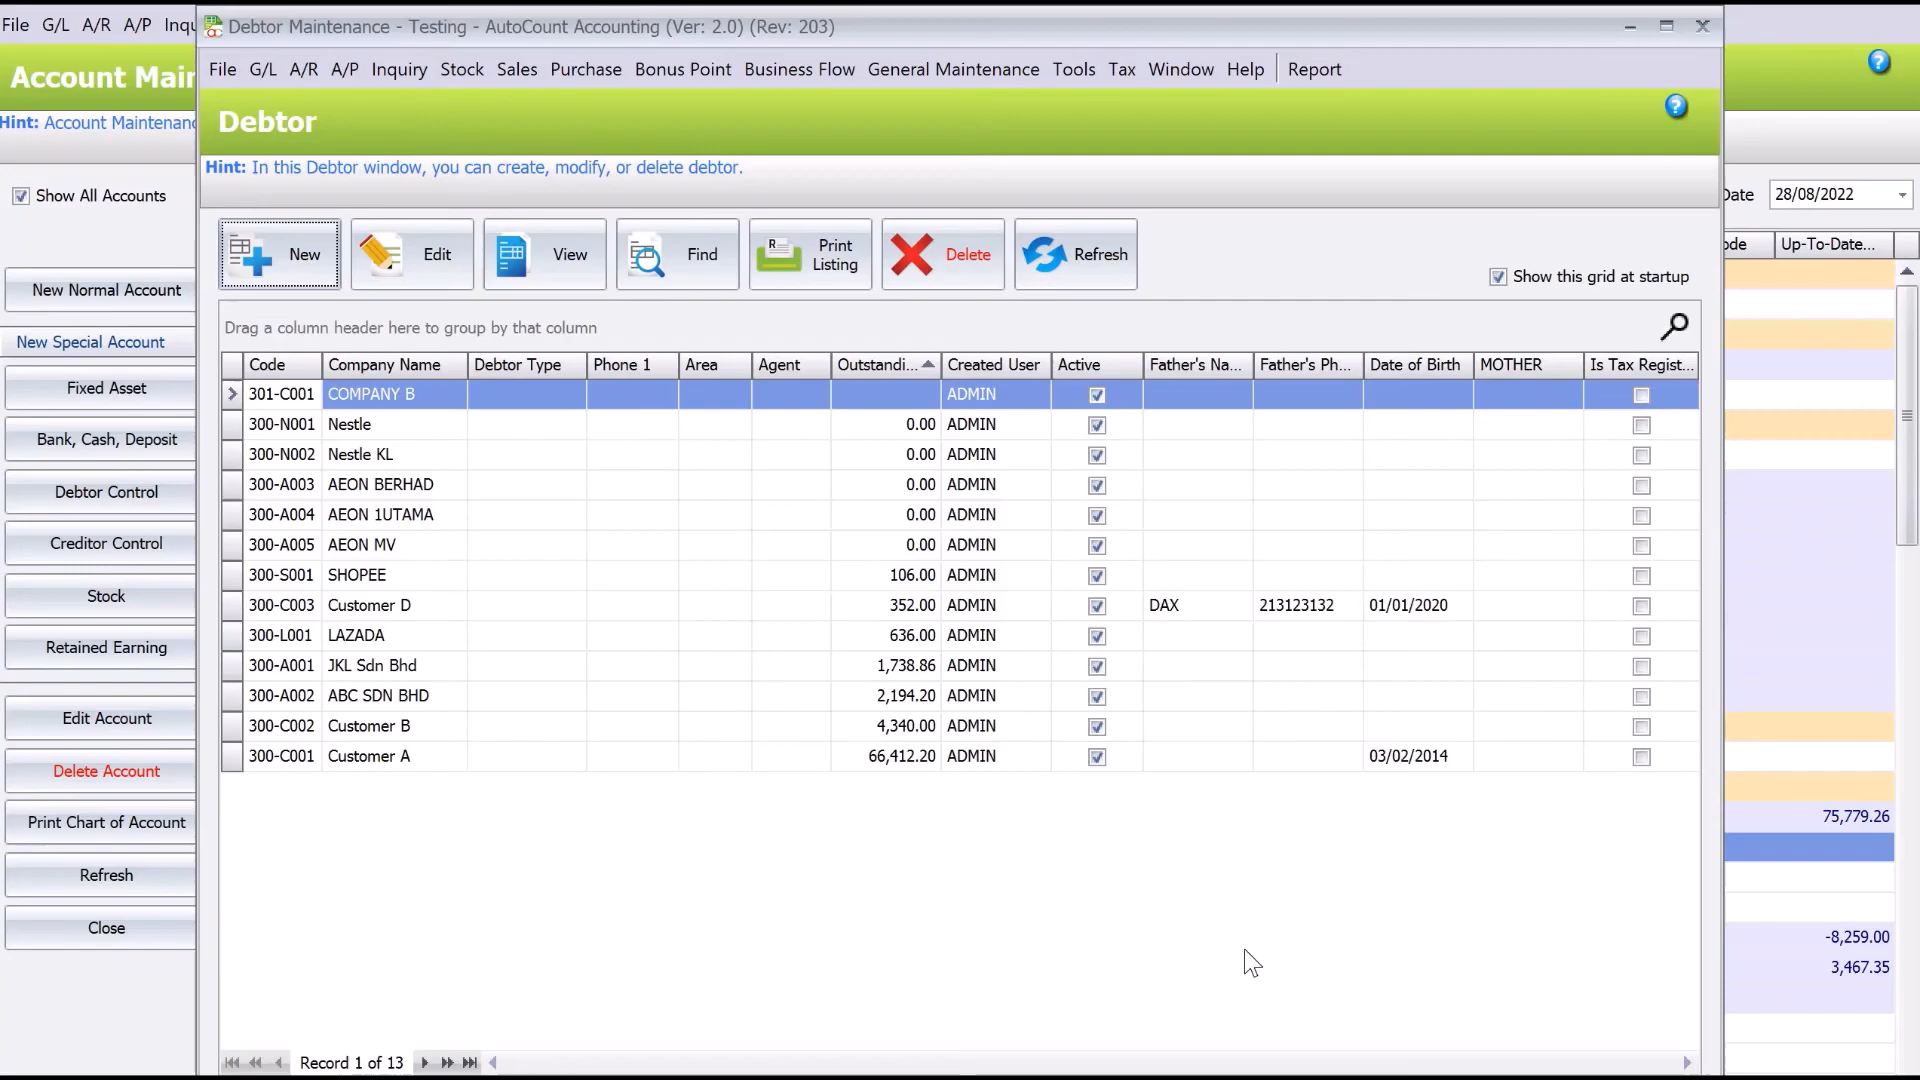 File G/L A/R A/P Inqu
Debtor Maintenance - Testing - AutoCount Accounting (Ver: 2.0) (Rev: 203)
File G/L A/R A/P Inquiry Stock Sales Purchase Bonus Point Business Flow General Maintenance Tools Tax Window Help Report
Account Mai
Debtor
Hint: Account Maintenanc
Hint: In this Debtor window, you can create, modify, or delete debtor.
Show All Accounts
Date 28/08/2022
New Edit View Find Print Listing Delete Refresh
Show this grid at startup
ode Up-To-Date...
New Normal Account
New Special Account
Fixed Asset
Bank, Cash, Deposit
Debtor Control
Creditor Control
Stock
Retained Earning
Edit Account
Delete Account
Print Chart of Account
Refresh
Close
Drag a column header here to group by that column
Code Company Name Debtor Type Phone 1 Area Agent Outstandi... Created User Active Father's Na... Father's Ph... Date of Birth MOTHER Is Tax Regist...
301-C001 COMPANY B ADMIN
300-N001 Nestle 0.00 ADMIN
300-N002 Nestle KL 0.00 ADMIN
300-A003 AEON BERHAD 0.00 ADMIN
300-A004 AEON 1UTAMA 0.00 ADMIN
300-A005 AEON MV 0.00 ADMIN
300-S001 SHOPEE 106.00 ADMIN
300-C003 Customer D 352.00 ADMIN DAX 213123132 01/01/2020
300-L001 LAZADA 636.00 ADMIN
300-A001 JKL Sdn Bhd 1,738.86 ADMIN
300-A002 ABC SDN BHD 2,194.20 ADMIN
300-C002 Customer B 4,340.00 ADMIN
300-C001 Customer A 66,412.20 ADMIN 03/02/2014
75,779.26
-8,259.00
3,467.35
Record 1 of 13